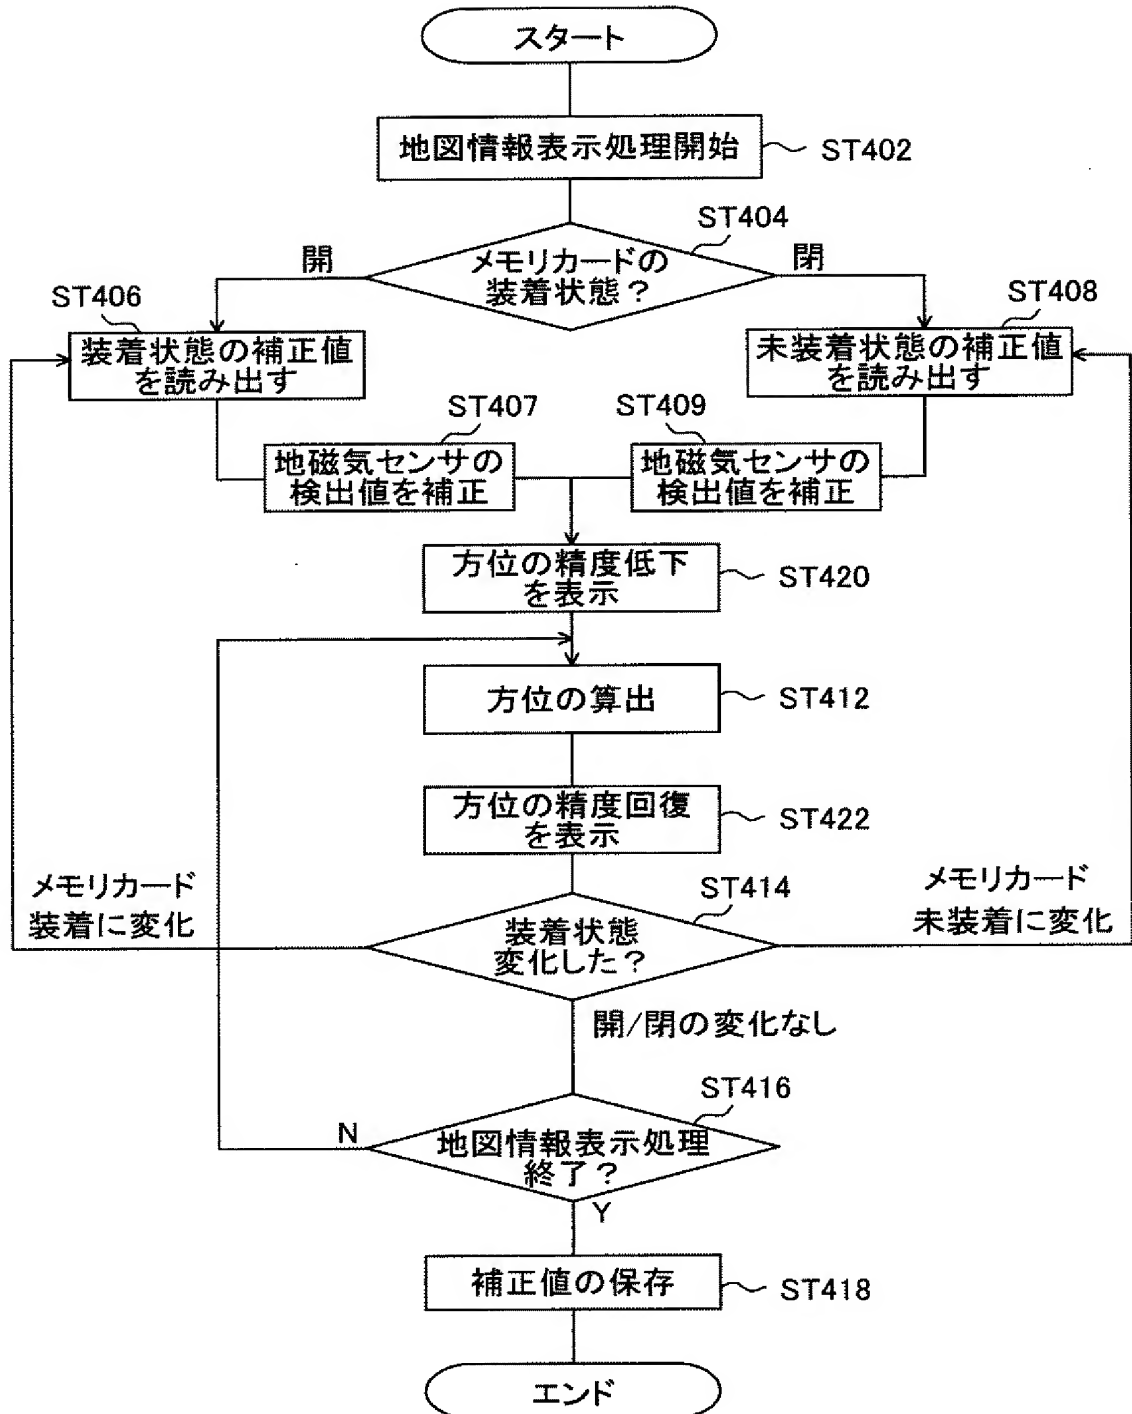 スタート
地図情報表示処理開始
ST402
ST404
メモリカードの
装着状態？
開
閉
ST406
装着状態の補正値
を読み出す
ST408
未装着状態の補正値
を読み出す
ST407
地磁気センサの
検出値を補正
ST409
地磁気センサの
検出値を補正
方位の精度低下
を表示
ST420
方位の算出
ST412
方位の精度回復
を表示
ST422
メモリカード
装着に変化
ST414
装着状態
変化した？
メモリカード
未装着に変化
開/閉の変化なし
ST416
N
地図情報表示処理
終了？
Y
補正値の保存
ST418
エンド